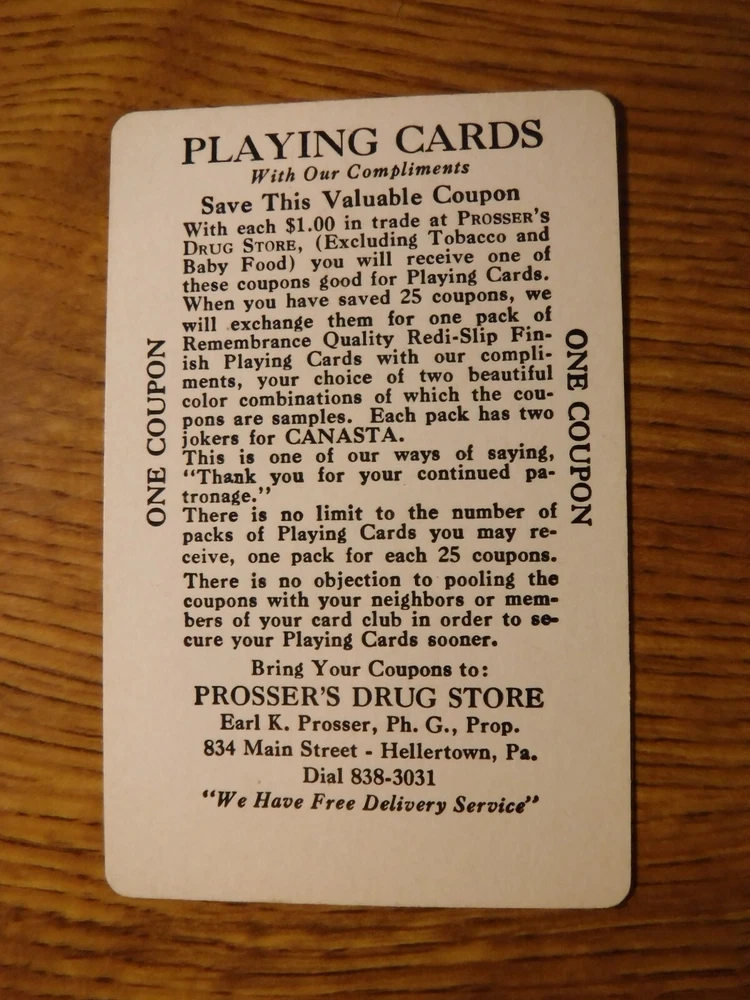 PLAYING CARDS
With Our Compliments
Save This Valuable Coupon
With each $1.00 in trade at PROSSER'S
DRUG STORE, (Excluding Tobacco and
Baby Food) you will receive one of
these coupons good for Playing Cards.
When you have saved 25 coupons, we
will exchange them for one pack of
Remembrance Quality Redi-Slip Fin-
ish Playing Cards with our compli-
ments, your choice of two beautiful
color combinations of which the cou-
pons are samples. Each pack has two
jokers for CANASTA.
This is one of our ways of saying,
"Thank you for your continued pa-
tronage."
There is no limit to the number of
packs of Playing Cards you may re-
ceive, one pack for each 25 coupons.
There is no objection to pooling the
coupons with your neighbors or mem-
bers of your card club in order to se-
cure your Playing Cards sooner.
Bring Your Coupons to:
PROSSER'S DRUG STORE
Earl K. Prosser, Ph. G., Prop.
834 Main Street - Hellertown, Pa.
Dial 838-3031
"We Have Free Delivery Service"
ONE COUPON
ONE COUPON